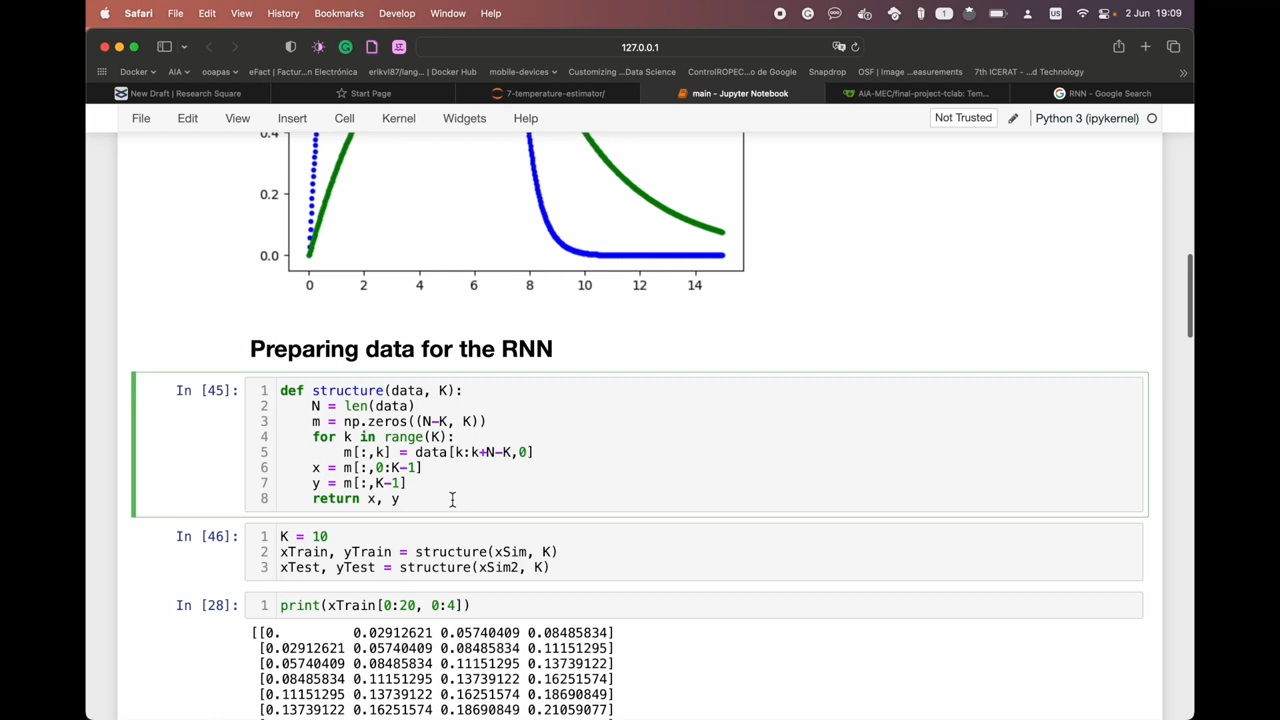 Safari File Edit View History Bookmarks Develop Window Help 1 US 2 Jun 19:09
127.0.0.1
Docker AIA ooapas eFact | Factur...n Electrónica erikvl87/lang... | Docker Hub mobile-devices Customizing ...Data Science ControlROPEC...o de Google Snapdrop OSF | Image ...easurements 7th ICERAT - ...d Technology
New Draft | Research Square Start Page 7-temperature-estimator/ main - Jupyter Notebook AIA-MEC/final-project-tclab: Tem... RNN - Google Search
File Edit View Insert Cell Kernel Widgets Help Not Trusted Python 3 (ipykernel)
0.4
0.2
0.0
0 2 4 6 8 10 12 14
Preparing data for the RNN
In [45]: 1 def structure(data, K):
2 N = len(data)
3 m = np.zeros((N-K, K))
4 for k in range(K):
5 m[:,k] = data[k:k+N-K,0]
6 x = m[:,0:K-1]
7 y = m[:,K-1]
8 return x, y
In [46]: 1 K = 10
2 xTrain, yTrain = structure(xSim, K)
3 xTest, yTest = structure(xSim2, K)
In [28]: 1 print(xTrain[0:20, 0:4])
[[0. 0.02912621 0.05740409 0.08485834]
[0.02912621 0.05740409 0.08485834 0.11151295]
[0.05740409 0.08485834 0.11151295 0.13739122]
[0.08485834 0.11151295 0.13739122 0.16251574]
[0.11151295 0.13739122 0.16251574 0.18690849]
[0.13739122 0.16251574 0.18690849 0.21059077]